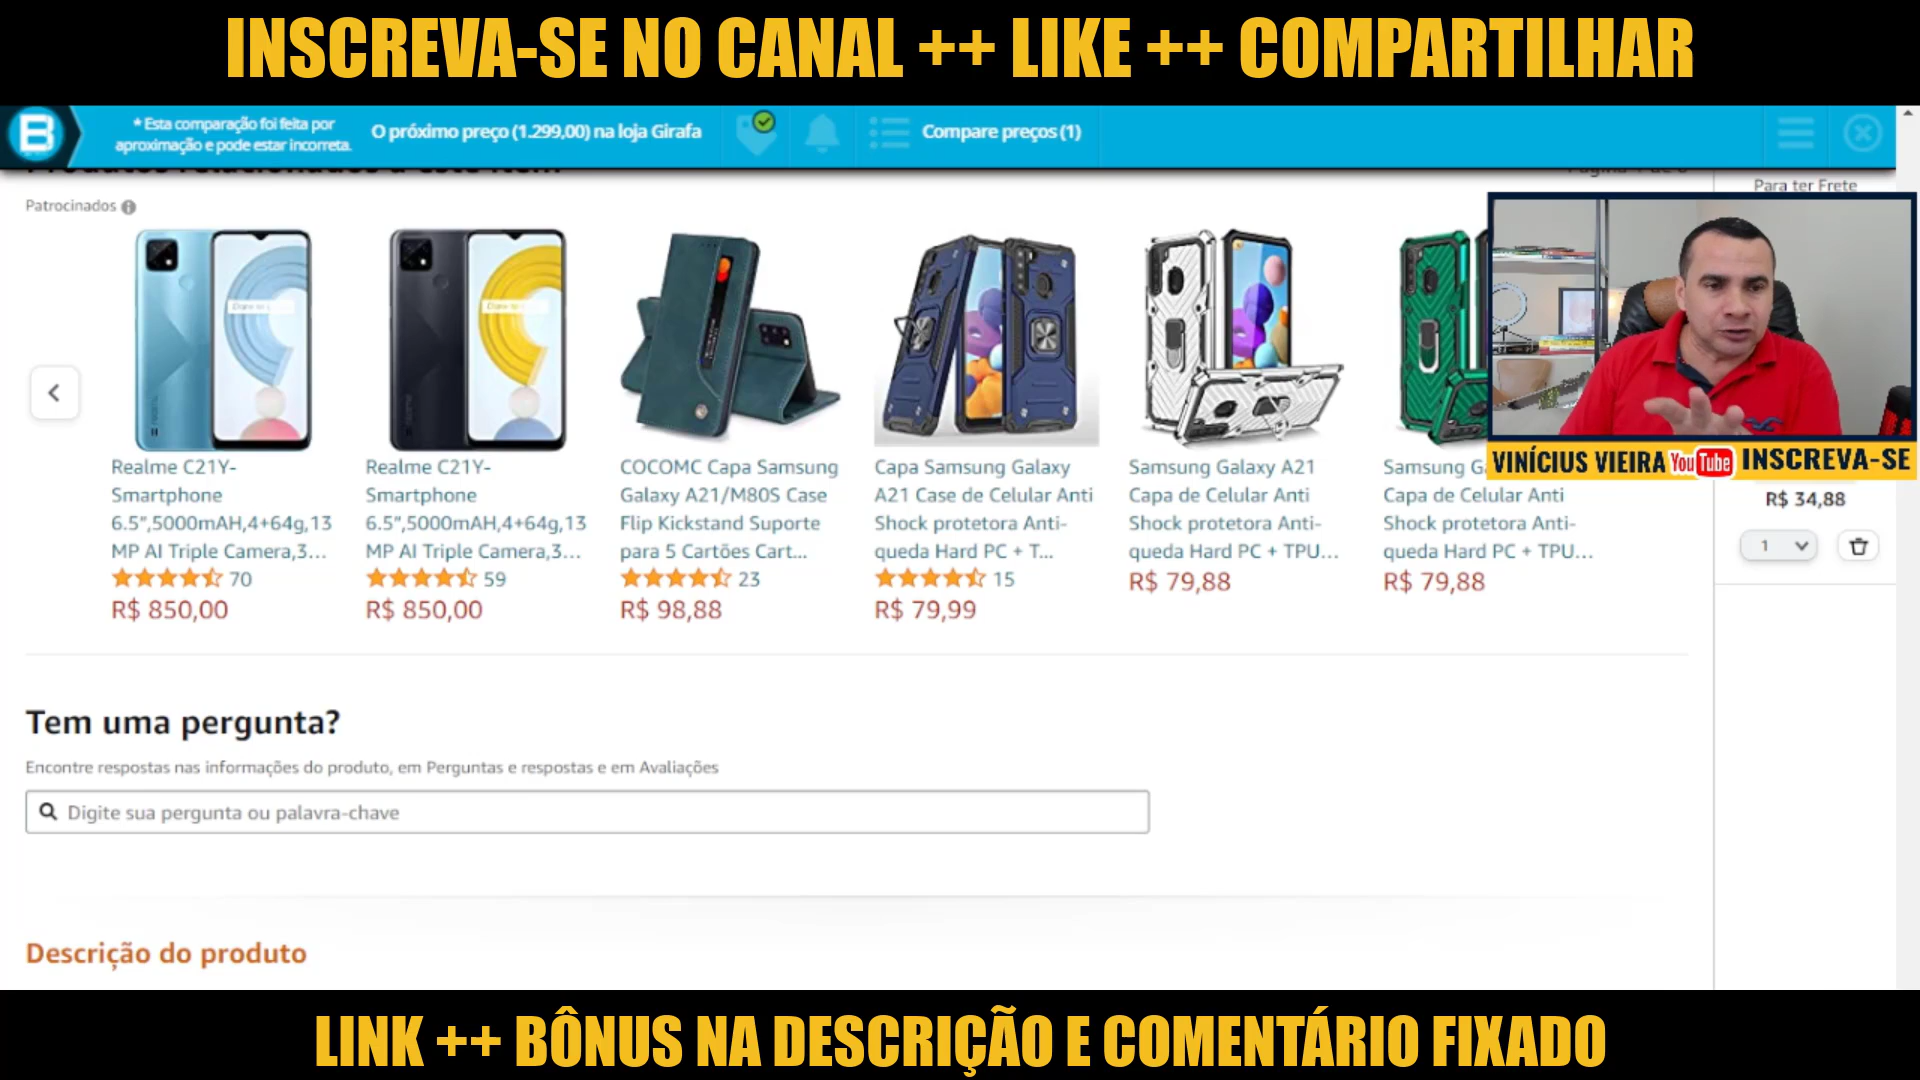 INSCREVA-SE NO CANAL ++ LIKE ++ COMPARTILHAR
B
* Esta comparação foi feita por
aproximação e pode estar incorreta.
O próximo preço (1.299,00) na loja Girafa
Compare preços (1)
Produtos relacionados a este item
Para ter Frete
Patrocinados
Realme C21Y-
Smartphone
6.5",5000mAH,4+64g,13
MP AI Triple Camera,3...
70
R$ 850,00
Realme C21Y-
Smartphone
6.5",5000mAH,4+64g,13
MP AI Triple Camera,3...
59
R$ 850,00
COCOMC Capa Samsung
Galaxy A21/M80S Case
Flip Kickstand Suporte
para 5 Cartões Cart...
23
R$ 98,88
Capa Samsung Galaxy
A21 Case de Celular Anti
Shock protetora Anti-
queda Hard PC + T...
15
R$ 79,99
Samsung Galaxy A21
Capa de Celular Anti
Shock protetora Anti-
queda Hard PC + TPU...
R$ 79,88
Samsung
Capa de Celular Anti
Shock protetora Anti-
queda Hard PC + TPU...
R$ 79,88
VINÍCIUS VIEIRA YouTube INSCREVA-SE
R$ 34,88
1
Tem uma pergunta?
Encontre respostas nas informações do produto, em Perguntas e respostas e em Avaliações
Digite sua pergunta ou palavra-chave
Descrição do produto
LINK ++ BÔNUS NA DESCRIÇÃO E COMENTÁRIO FIXADO